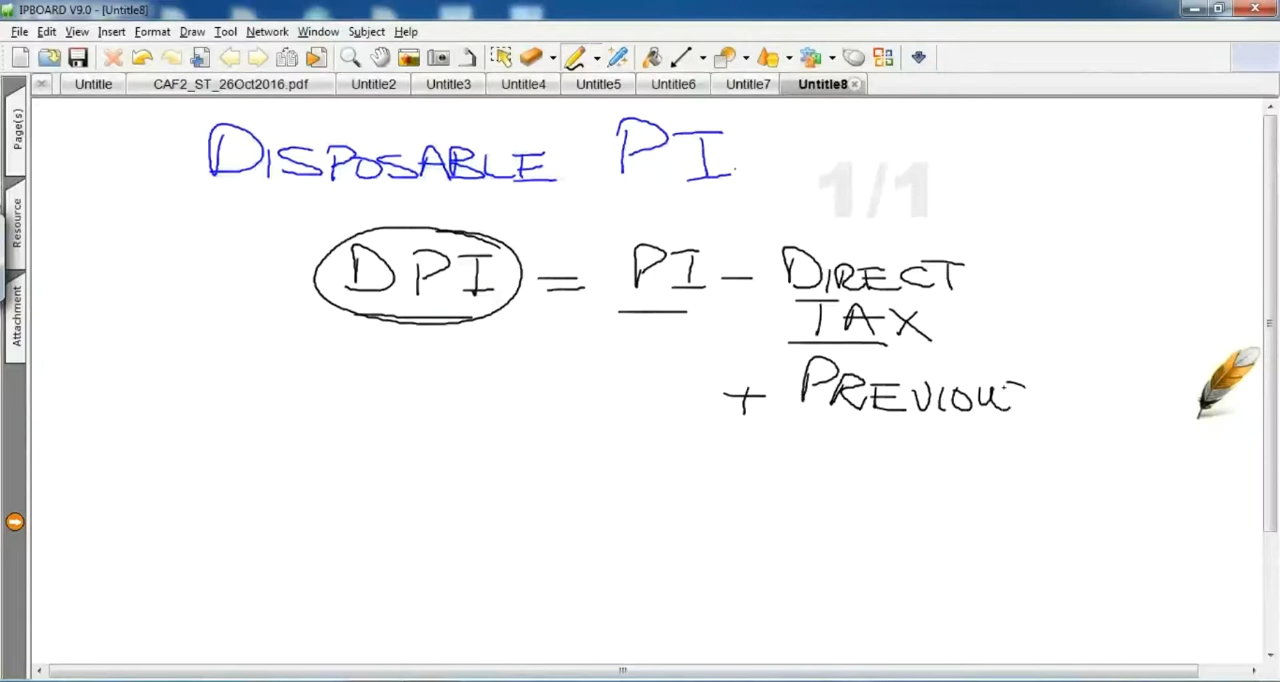 IPBOARD V9.0 - [Untitle8]
File Edit View Insert Format Draw Tool Network Window Subject Help
Untitle CAF2_ST_26Oct2016.pdf Untitle2 Untitle3 Untitle4 Untitle5 Untitle6 Untitle7 Untitle8
Page(s)
Resource
Attachment
DISPOSABLE PI
1/1
DPI = PI - DIRECT
TAX
+ PREVIOU